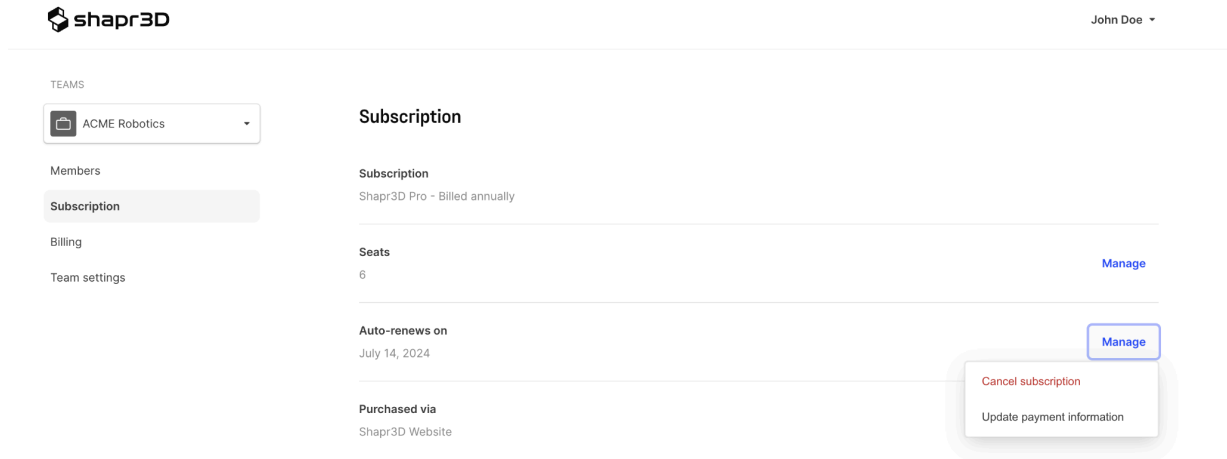 shapr3D
John Doe
TEAMS
ACME Robotics
Members
Subscription
Billing
Team settings
Subscription
Subscription
Shapr3D Pro - Billed annually
Seats
6
Manage
Auto-renews on
July 14, 2024
Manage
Cancel subscription
Update payment information
Purchased via
Shapr3D Website